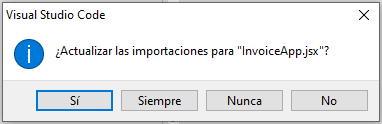 Visual Studio Code
¿Actualizar las importaciones para "InvoiceApp.jsx"?
Sí Siempre Nunca No